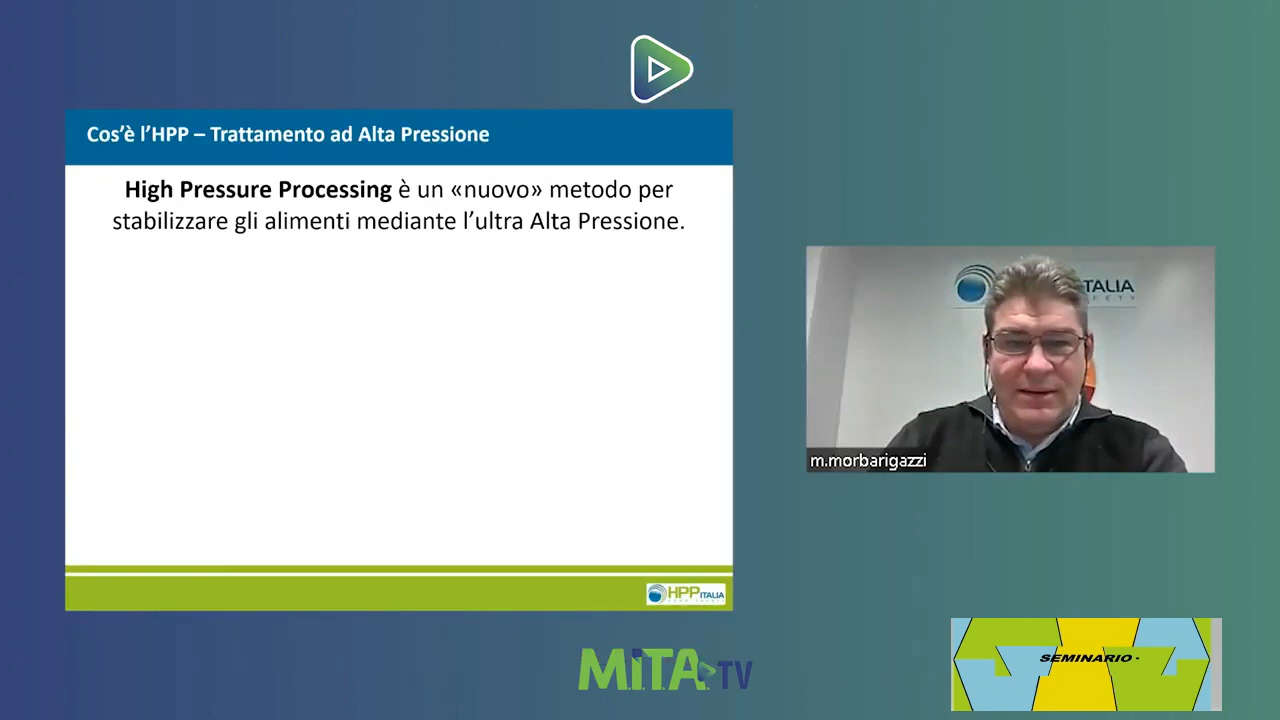 Cos'è l'HPP – Trattamento ad Alta Pressione
High Pressure Processing è un «nuovo» metodo per
stabilizzare gli alimenti mediante l'ultra Alta Pressione.
TALIA
m.morbarigazzi
HPP ITALIA
M.I.T.A. TV
SEMINARIO -